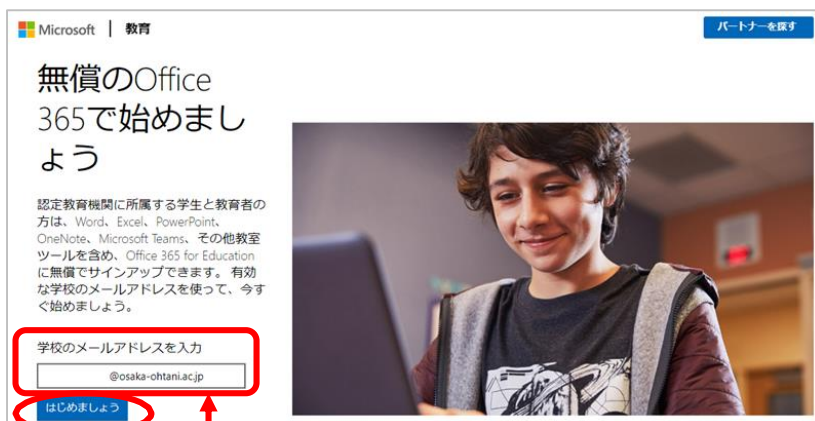 Microsoft | 教育
パートナーを探す
無償のOffice
365で始めまし
ょう
認定教育機関に所属する学生と教育者の
方は、Word、Excel、PowerPoint、
OneNote、Microsoft Teams、その他教室
ツールを含め、Office 365 for Education
に無償でサインアップできます。 有効
な学校のメールアドレスを使って、今す
ぐ始めましょう。
学校のメールアドレスを入力
@osaka-ohtani.ac.jp
はじめましょう